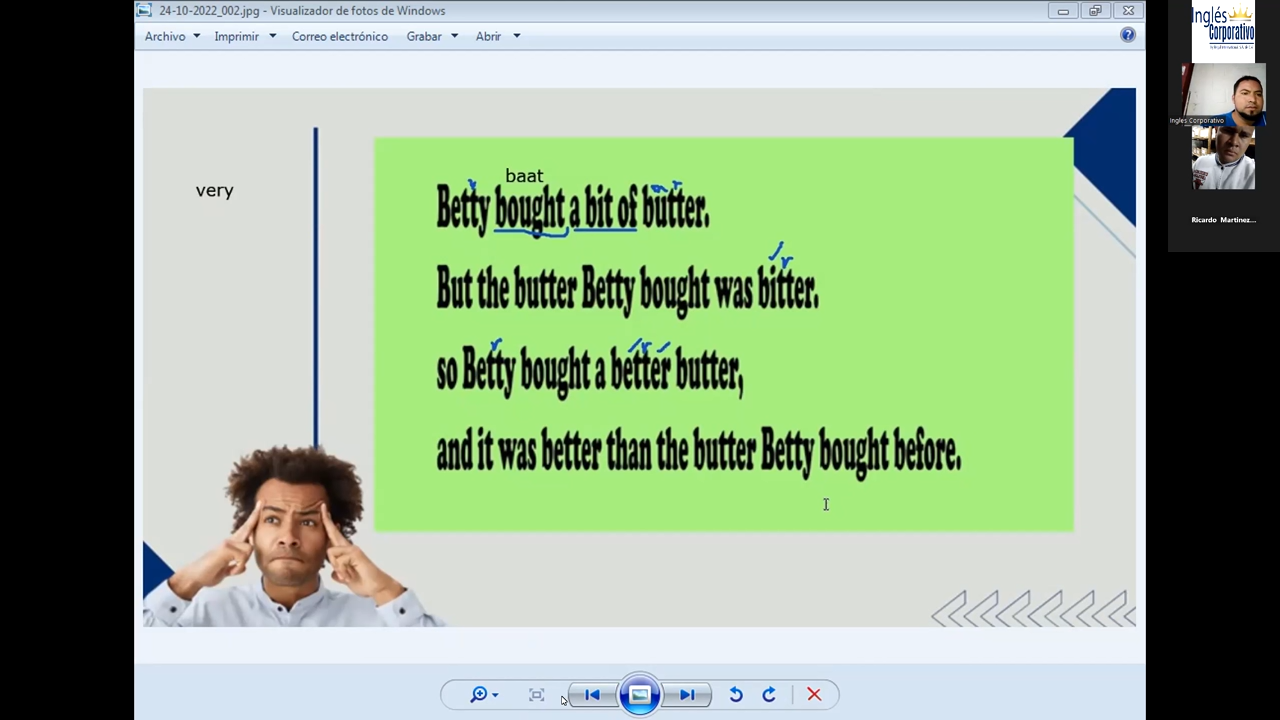 24-10-2022_002.jpg - Visualizador de fotos de Windows
Archivo Imprimir Correo electrónico Grabar Abrir
Inglés
Corporativo
Ingles Corporativo
Ricardo Martinez...
very
baat
Betty bought a bit of butter.
But the butter Betty bought was bitter.
so Betty bought a better butter,
and it was better than the butter Betty bought before.